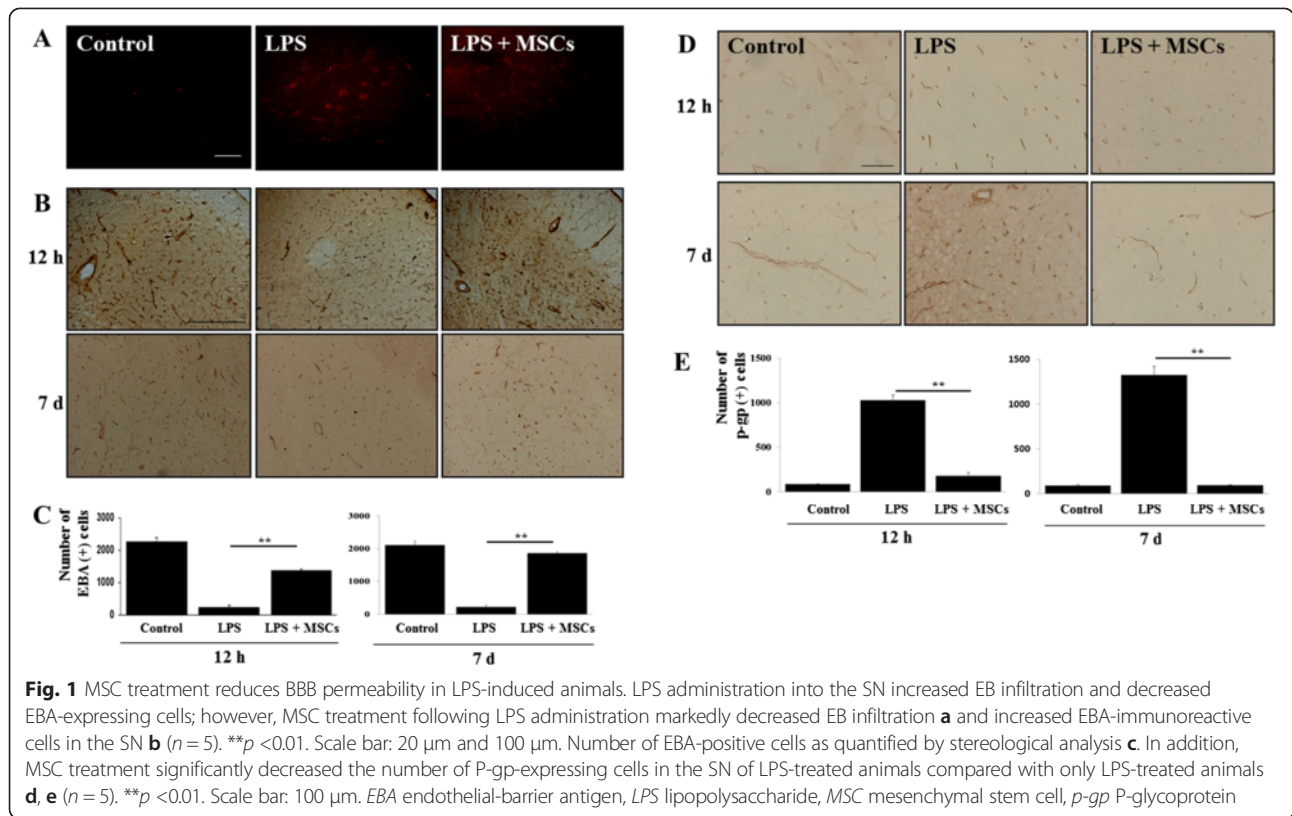 A
Control
LPS
LPS + MSCs
B
12 h
7 d
C
Number of
EBA (+) cells
3000
2000
1000
0
Control
LPS
LPS + MSCs
12 h
**
3000
2000
1000
0
Control
LPS
LPS + MSCs
7 d
**
D
Control
LPS
LPS + MSCs
12 h
7 d
E
Number of
p-gp (+) cells
1500
1000
500
0
Control
LPS
LPS + MSCs
12 h
**
1500
1000
500
0
Control
LPS
LPS + MSCs
7 d
**
Fig. 1 MSC treatment reduces BBB permeability in LPS-induced animals. LPS administration into the SN increased EB infiltration and decreased
EBA-expressing cells; however, MSC treatment following LPS administration markedly decreased EB infiltration a and increased EBA-immunoreactive
cells in the SN b (n = 5). **p <0.01. Scale bar: 20 μm and 100 μm. Number of EBA-positive cells as quantified by stereological analysis c. In addition,
MSC treatment significantly decreased the number of P-gp-expressing cells in the SN of LPS-treated animals compared with only LPS-treated animals
d, e (n = 5). **p <0.01. Scale bar: 100 μm. EBA endothelial-barrier antigen, LPS lipopolysaccharide, MSC mesenchymal stem cell, p-gp P-glycoprotein